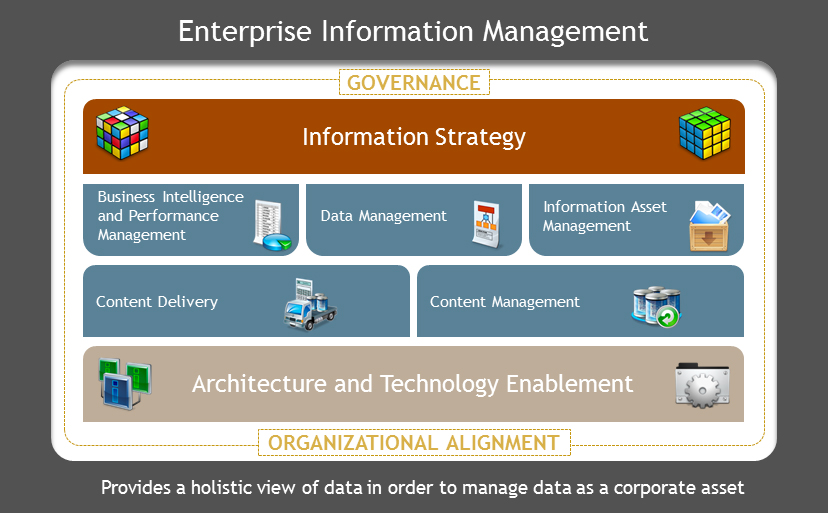 Enterprise Information Management
GOVERNANCE
Information Strategy
Business Intelligence
and Performance
Management
Data Management
Information Asset
Management
Content Delivery
Content Management
Architecture and Technology Enablement
ORGANIZATIONAL ALIGNMENT
Provides a holistic view of data in order to manage data as a corporate asset